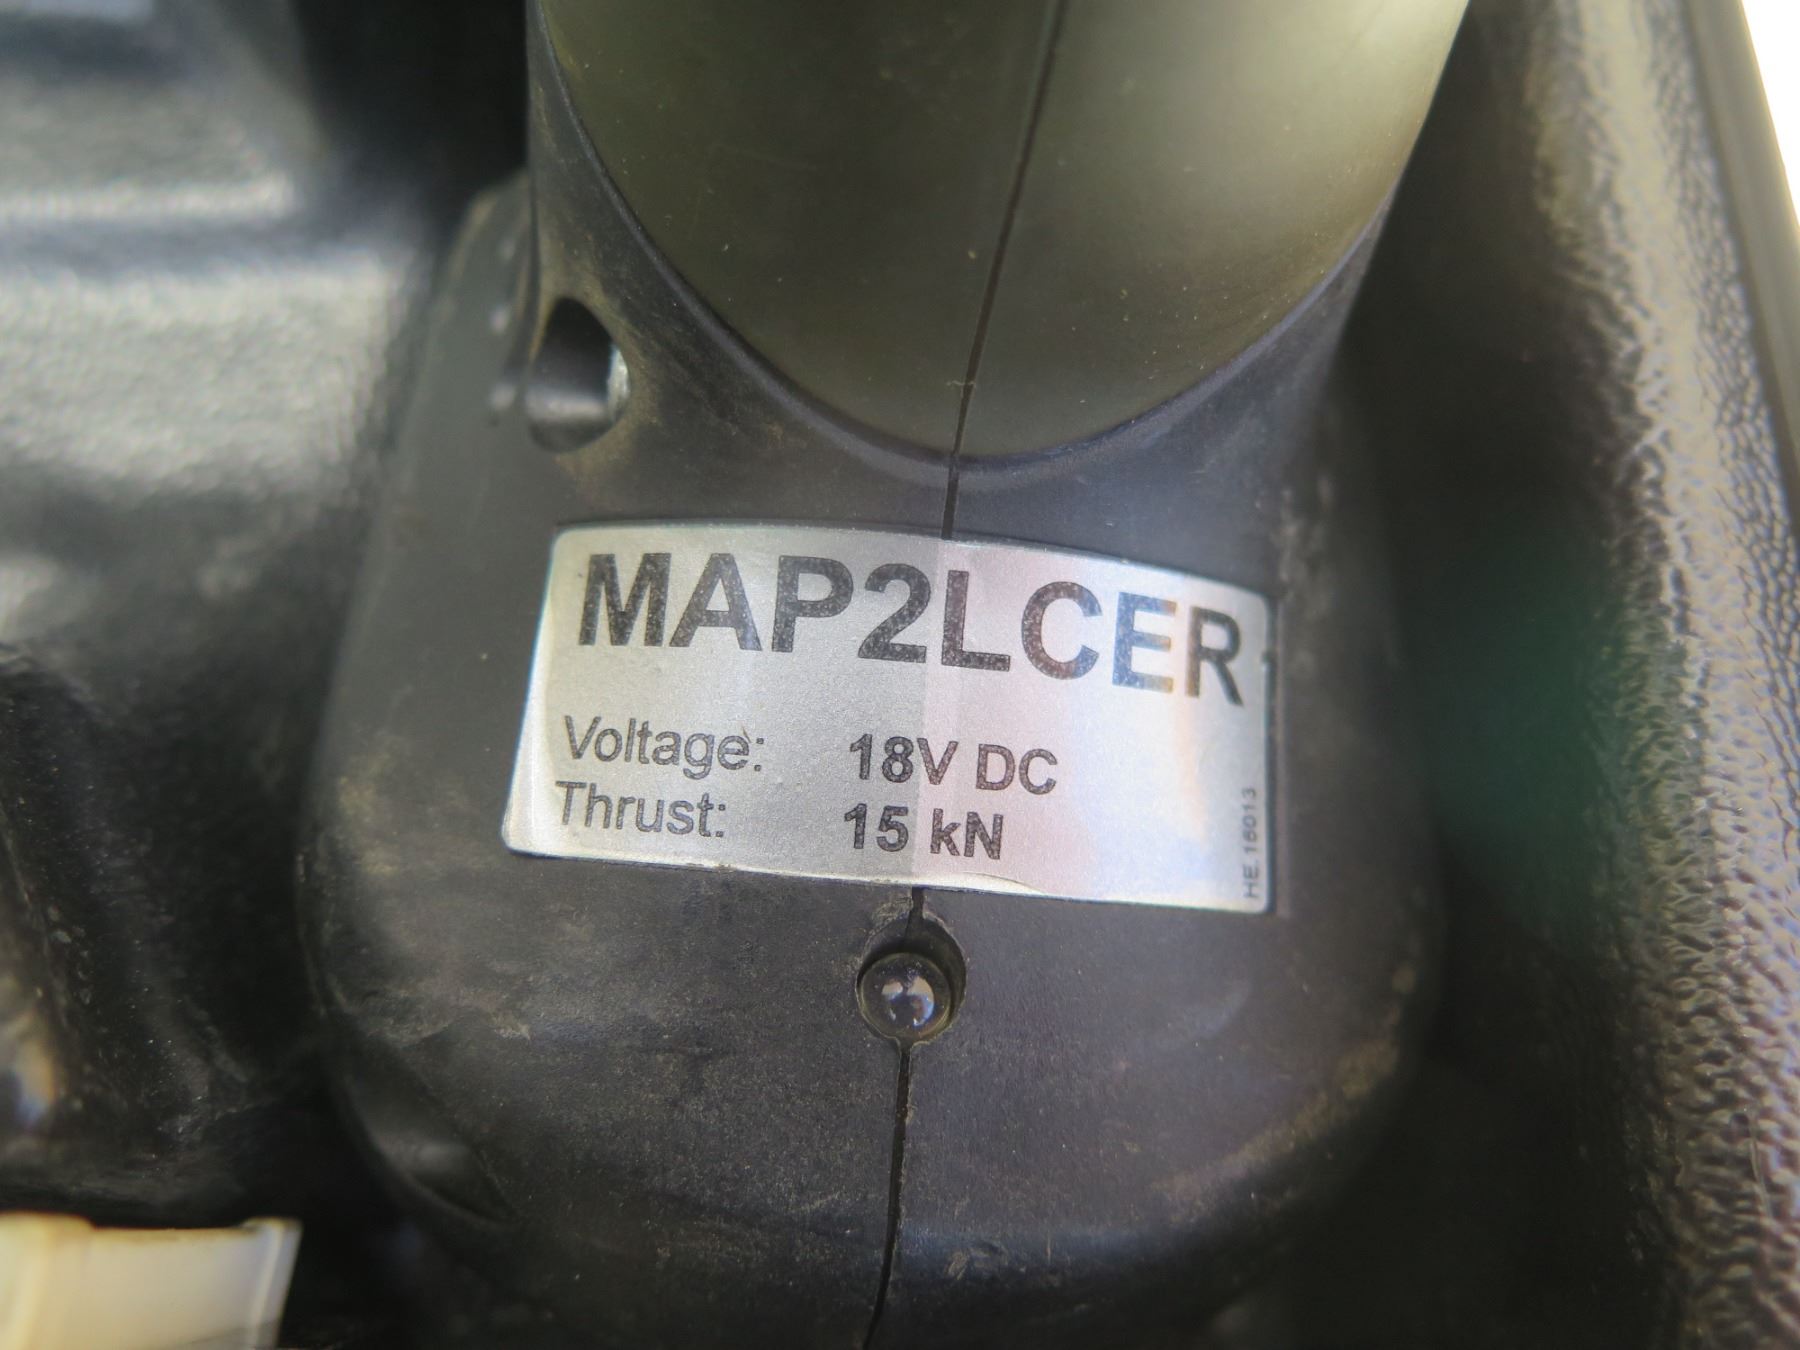 MAP2LCER
Voltage: 18V DC
Thrust: 15 kN
HE.16013